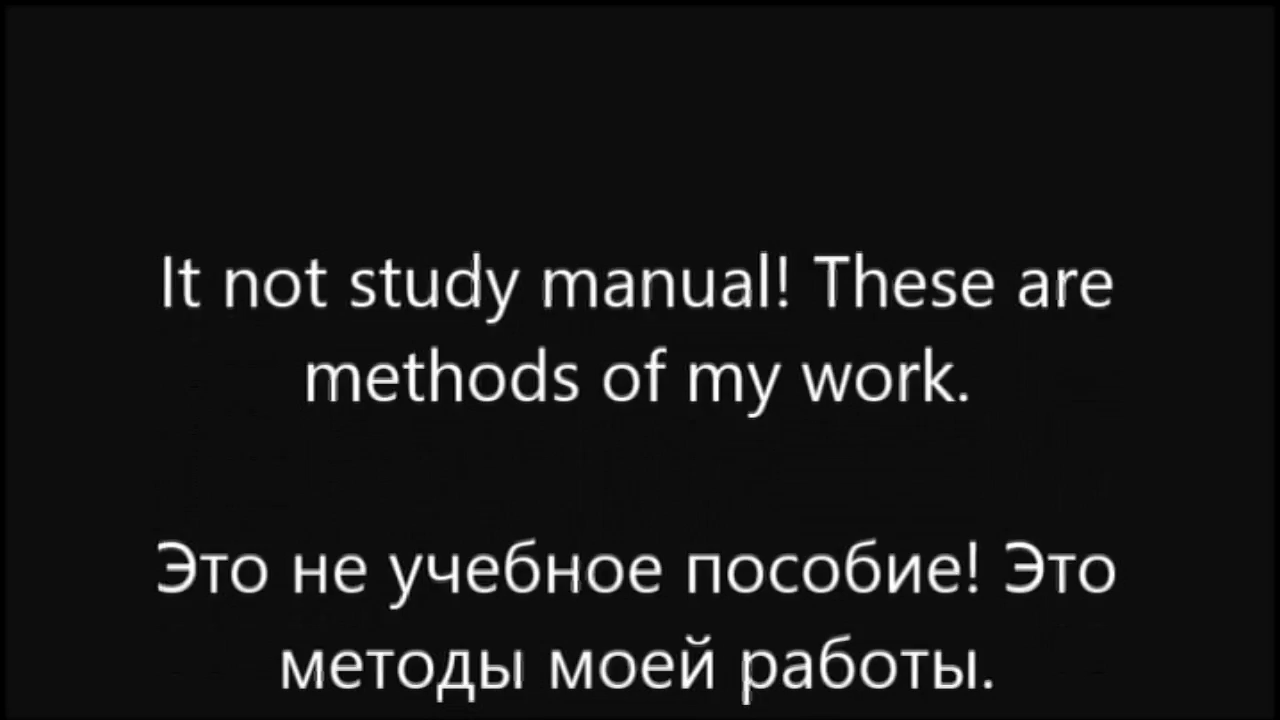 It not study manual! These are
methods of my work.
Это не учебное пособие! Это
методы моей работы.